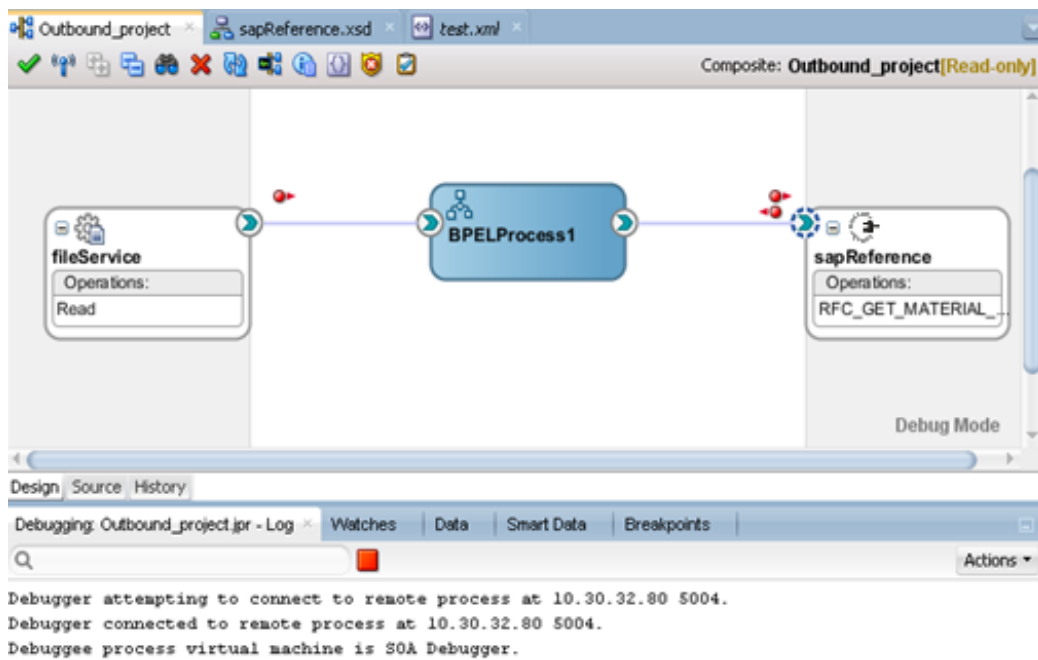 Outbound_project sapReference.xsd test.xml
Composite: Outbound_project[Read-only]
fileService
Operations:
Read
BPELProcess1
sapReference
Operations:
RFC_GET_MATERIAL_...
Debug Mode
Design Source History
Debugging: Outbound_project.jpr - Log Watches Data Smart Data Breakpoints
Actions
Debugger attempting to connect to remote process at 10.30.32.80 5004.
Debugger connected to remote process at 10.30.32.80 5004.
Debuggee process virtual machine is SOA Debugger.